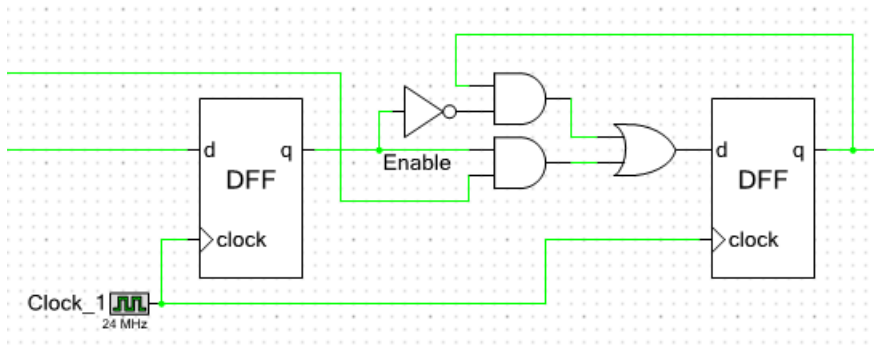 d q
DFF
clock
Enable
d q
DFF
clock
Clock_1
24 MHz